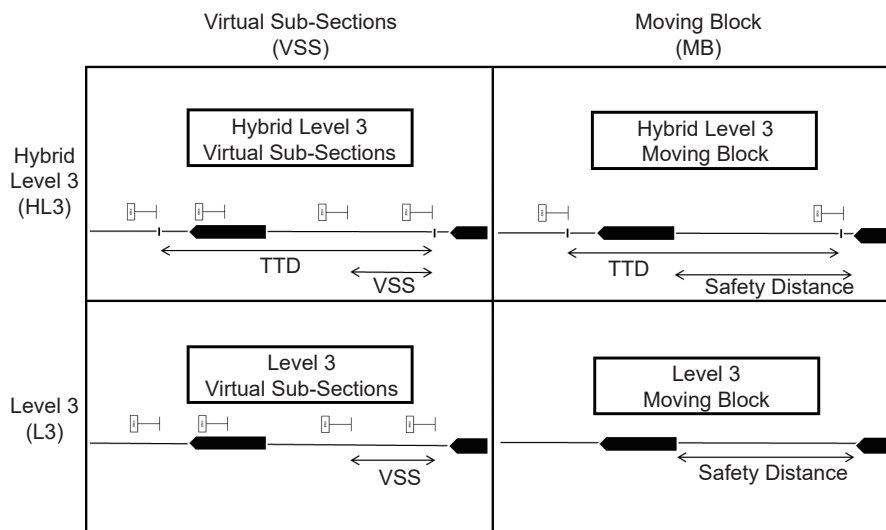 Virtual Sub-Sections
(VSS)
Moving Block
(MB)
Hybrid
Level 3
(HL3)
Hybrid Level 3
Virtual Sub-Sections
TTD
VSS
Hybrid Level 3
Moving Block
TTD
Safety Distance
Level 3
(L3)
Level 3
Virtual Sub-Sections
VSS
Level 3
Moving Block
Safety Distance